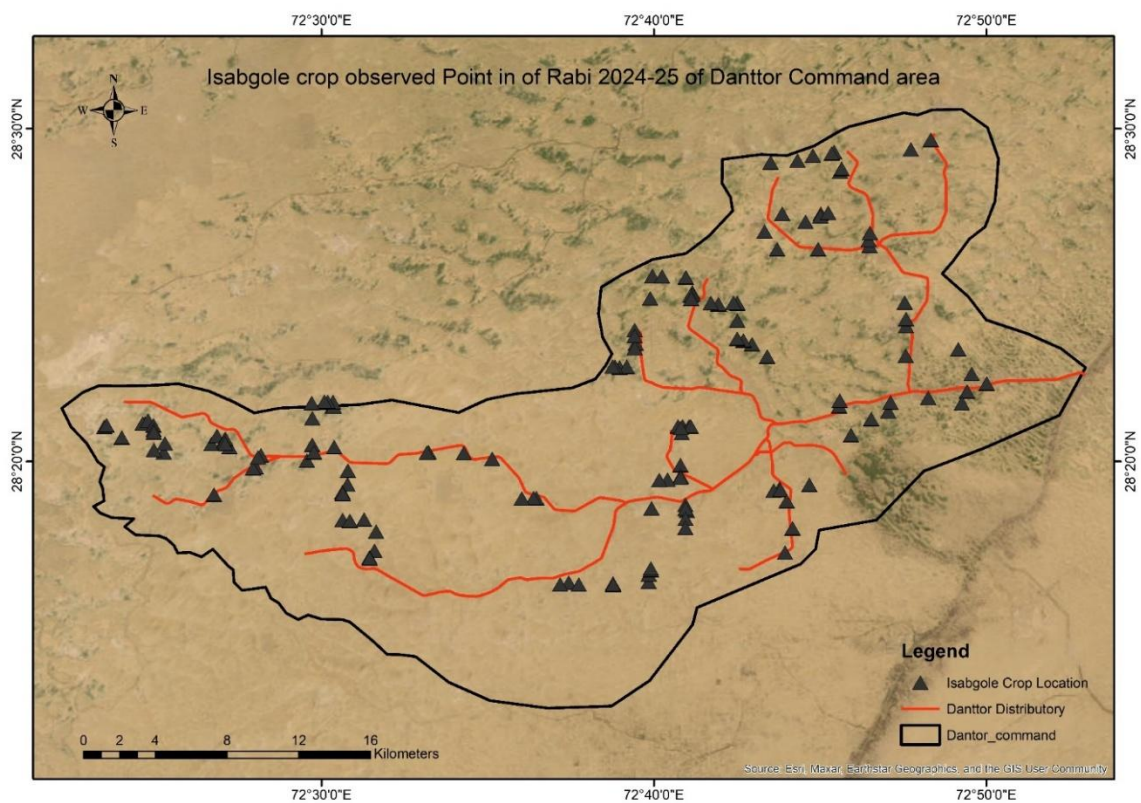 72°30'0"E
72°40'0"E
72°50'0"E
Isabgole crop observed Point in of Rabi 2024-25 of Danttor Command area
N
W E
S
28°30'0"N
28°30'0"N
28°20'0"N
28°20'0"N
Legend
Isabgole Crop Location
Danttor Distributory
Dantor_command
0 2 4 8 12 16
Kilometers
Source: Esri, Maxar, Earthstar Geographics, and the GIS User Community
72°30'0"E
72°40'0"E
72°50'0"E